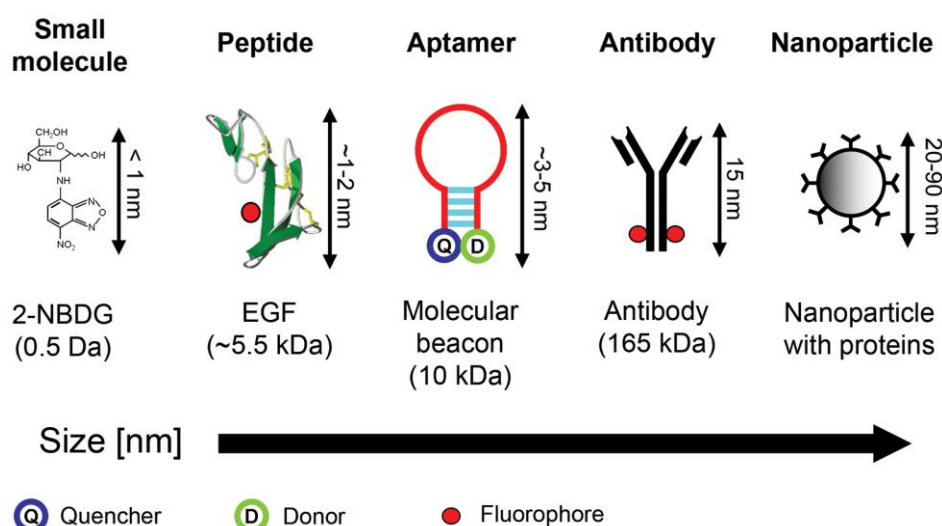 Small
molecule
Peptide
Aptamer
Antibody
Nanoparticle
CH₂OH
CH
HO
OH
NH
N
O
N
NO₂
< 1 nm
~1-2 nm
Q
D
~3-5 nm
15 nm
20-90 nm
2-NBDG
(0.5 Da)
EGF
(~5.5 kDa)
Molecular
beacon
(10 kDa)
Antibody
(165 kDa)
Nanoparticle
with proteins
Size [nm]
Q Quencher
D Donor
Fluorophore